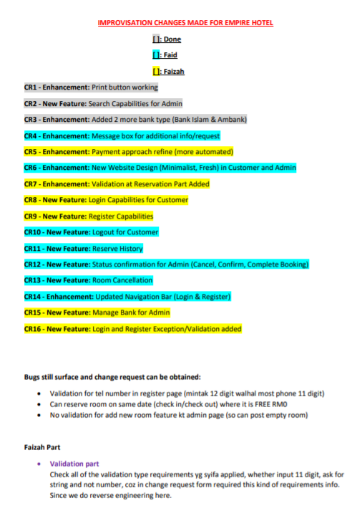 IMPROVISATION CHANGES MADE FOR EMPIRE HOTEL
[ ]: Done
[ ]: Faid
[ ]: Faizah
CR1 - Enhancement: Print button working
CR2 - New Feature: Search Capabilities for Admin
CR3 - Enhancement: Added 2 more bank type (Bank Islam & Ambank)
CR4 - Enhancement: Message box for additional info/request
CR5 - Enhancement: Payment approach refine (more automated)
CR6 - Enhancement: New Website Design (Minimalist, Fresh) in Customer and Admin
CR7 - Enhancement: Validation at Reservation Part Added
CR8 - New Feature: Login Capabilities for Customer
CR9 - New Feature: Register Capabilities
CR10 - New Feature: Logout for Customer
CR11 - New Feature: Reserve History
CR12 - New Feature: Status confirmation for Admin (Cancel, Confirm, Complete Booking)
CR13 - New Feature: Room Cancellation
CR14 - Enhancement: Updated Navigation Bar (Login & Register)
CR15 - New Feature: Manage Bank for Admin
CR16 - New Feature: Login and Register Exception/Validation added
Bugs still surface and change request can be obtained:
• Validation for tel number in register page (mintak 12 digit walhal most phone 11 digit)
• Can reserve room on same date (check in/check out) where it is FREE RM0
• No validation for add new room feature kt admin page (so can post empty room)
Faizah Part
• Validation part
Check all of the validation type requirements yg syifa applied, whether input 11 digit, ask for
string and not number, coz in change request form required this kind of requirements info.
Since we do reverse engineering here.